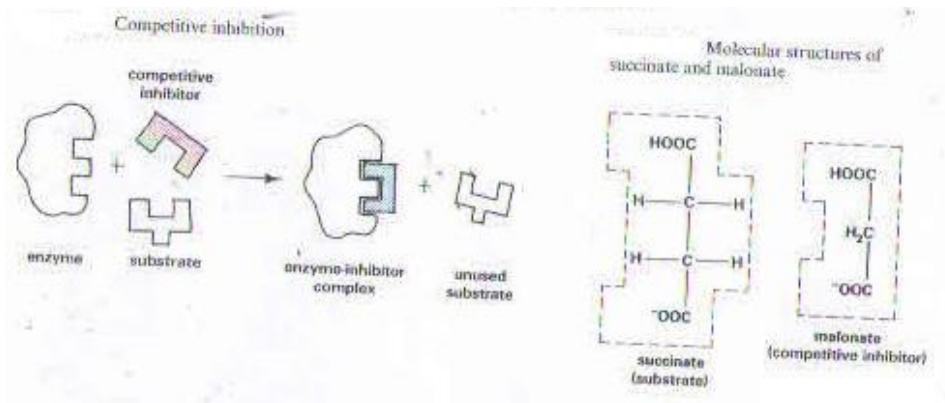 Competitive inhibition
competitive
inhibitor
+
enzyme
substrate
+
enzyme-inhibitor
complex
unused
substrate
Molecular structures of
succinate and malonate
HOOC
H C H
H C H
⁻OOC
succinate
(substrate)
HOOC
H₂C
⁻OOC
malonate
(competitive inhibitor)